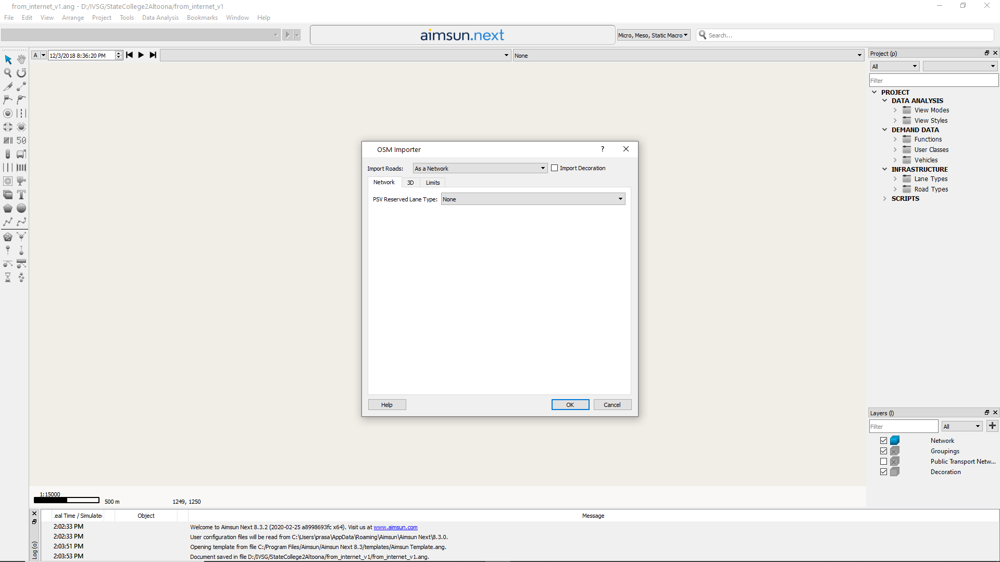 from_internet_v1.ang - D:/IVSG/StateCollege2Altoona/from_internet_v1
File Edit View Arrange Project Tools Data Analysis Bookmarks Window Help
aimsun.next
Micro, Meso, Static Macro
Search...
A
12/3/2018 8:36:20 PM
None
Project (p)
All
Filter
PROJECT
DATA ANALYSIS
View Modes
View Styles
DEMAND DATA
Functions
User Classes
Vehicles
INFRASTRUCTURE
Lane Types
Road Types
SCRIPTS
50
C
T
OSM Importer
?
Import Roads: As a Network
Import Decoration
Network 3D Limits
PSV Reserved Lane Type: None
Help OK Cancel
Layers (l)
Filter
All
Network
Groupings
Public Transport Netw...
Decoration
1:15000
500 m
1249, 1250
Log (o)
eal Time / Simulate Object Message
2:02:33 PM Welcome to Aimsun Next 8.3.2 (2020-02-25 a8998693fc x64). Visit us at www.aimsun.com
2:02:33 PM User configuration files will be read from C:\Users\prasa\AppData\Roaming\Aimsun\Aimsun Next\8.3.0.
2:03:51 PM Opening template from file C:/Program Files/Aimsun/Aimsun Next 8.3/templates/Aimsun Template.ang.
2:03:53 PM Document saved in file D:/IVSG/StateCollege2Altoona/from_internet_v1/from_internet_v1.ang.